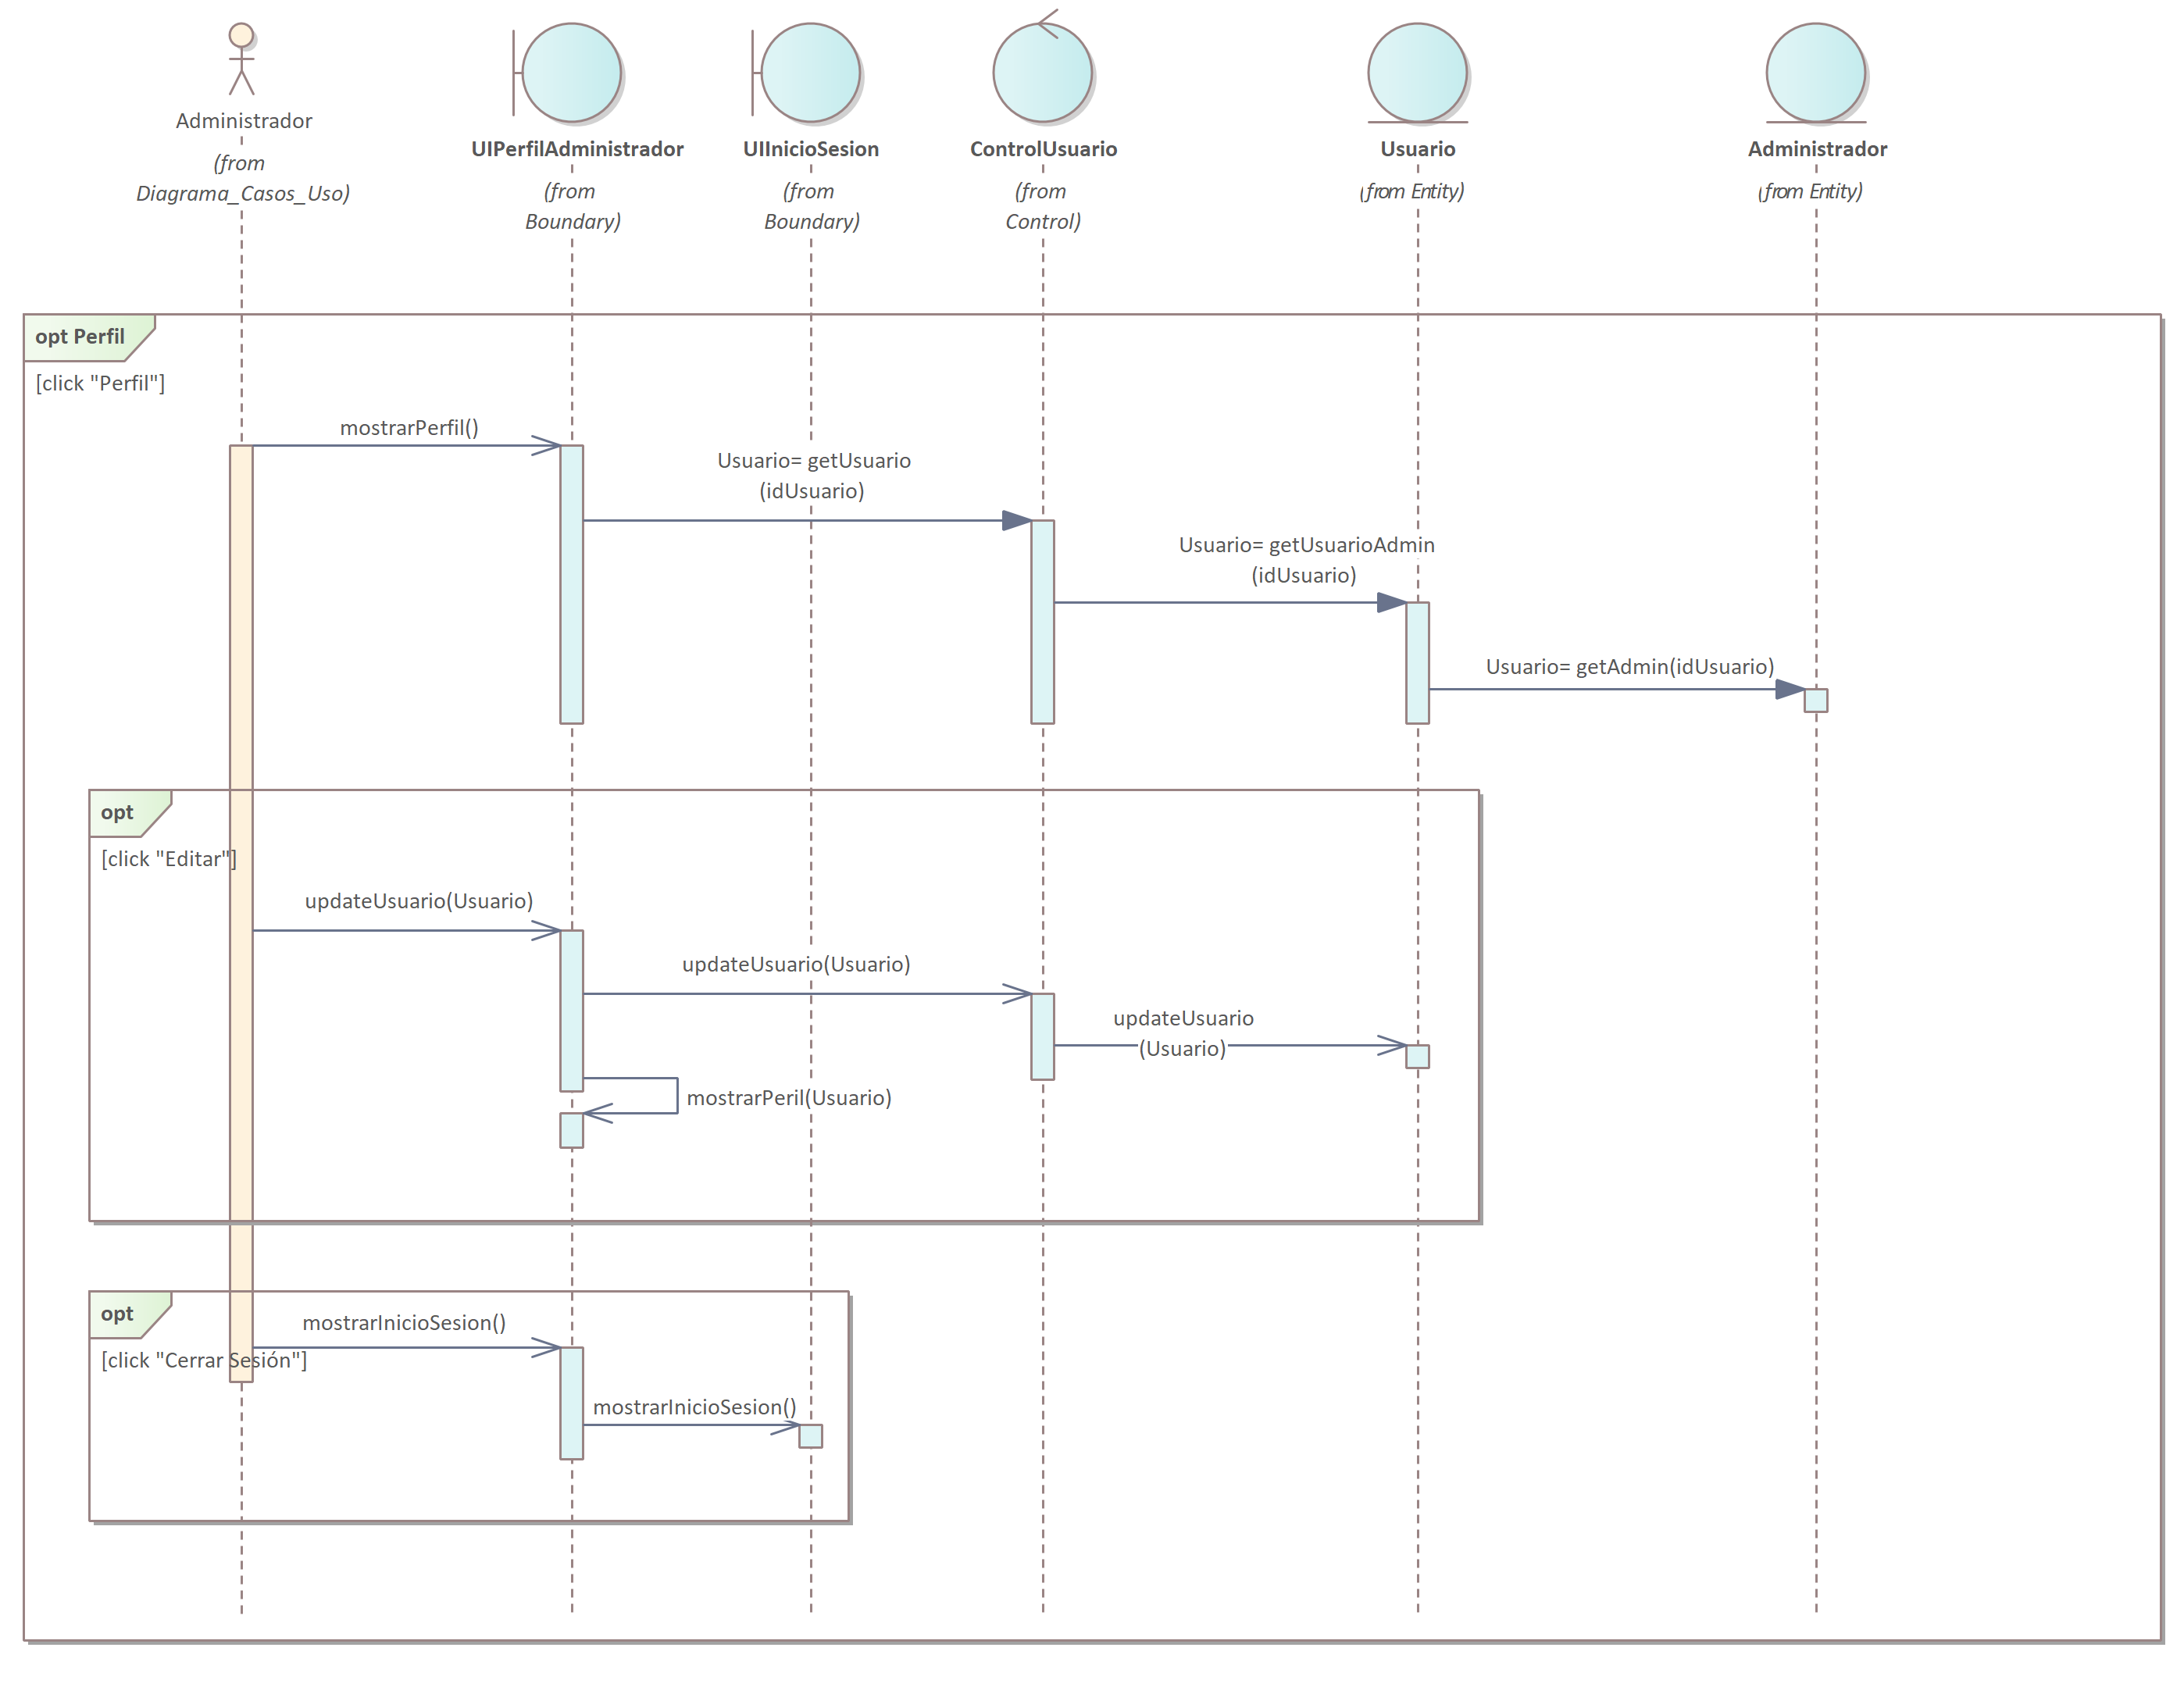 Administrador
(from
Diagrama_Casos_Uso)
UIPerfilAdministrador
(from
Boundary)
UIInicioSesion
(from
Boundary)
ControlUsuario
(from
Control)
Usuario
(from Entity)
Administrador
(from Entity)
opt Perfil
[click "Perfil"]
mostrarPerfil()
Usuario= getUsuario
(idUsuario)
Usuario= getUsuarioAdmin
(idUsuario)
Usuario= getAdmin(idUsuario)
opt
[click "Editar"]
updateUsuario(Usuario)
updateUsuario(Usuario)
updateUsuario
(Usuario)
mostrarPeril(Usuario)
opt
mostrarInicioSesion()
[click "Cerrar Sesión"]
mostrarInicioSesion()